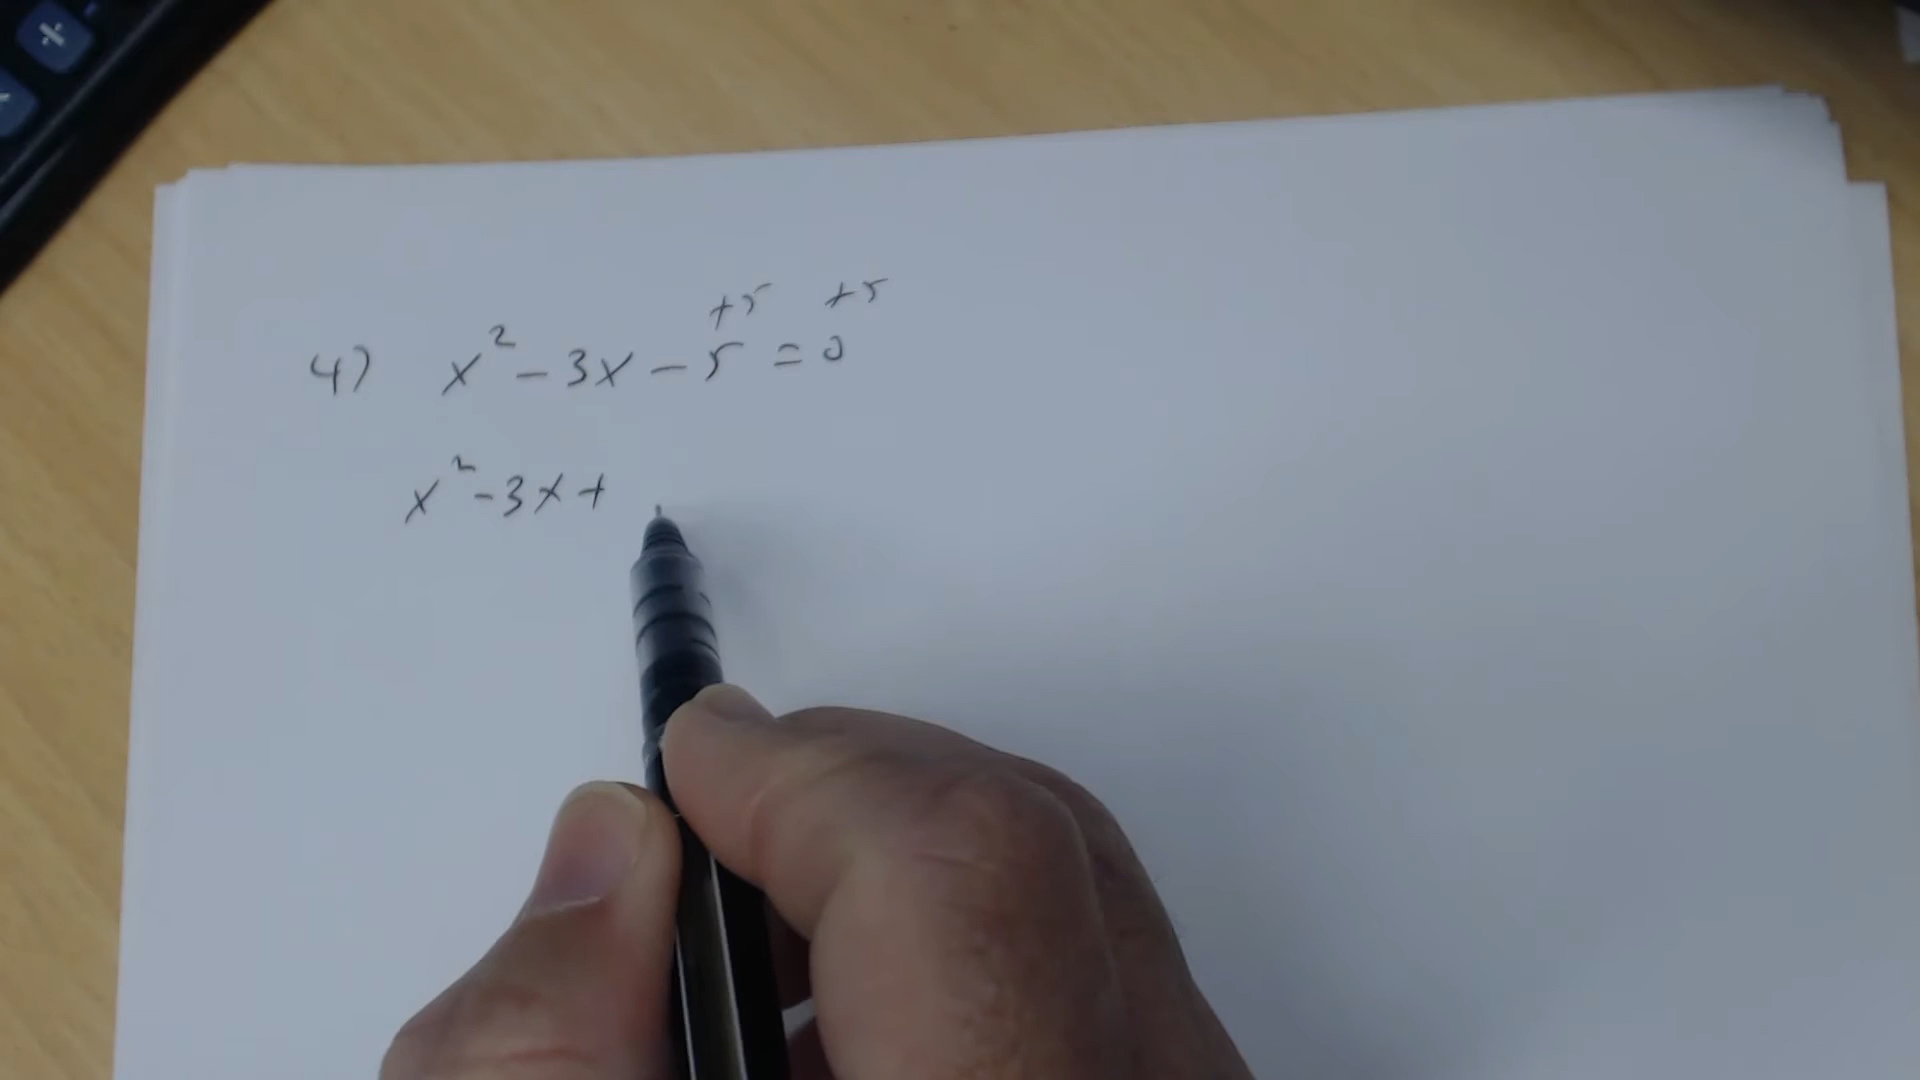 +5 +5
4) x² - 3x - 5 = 0
x² - 3x +